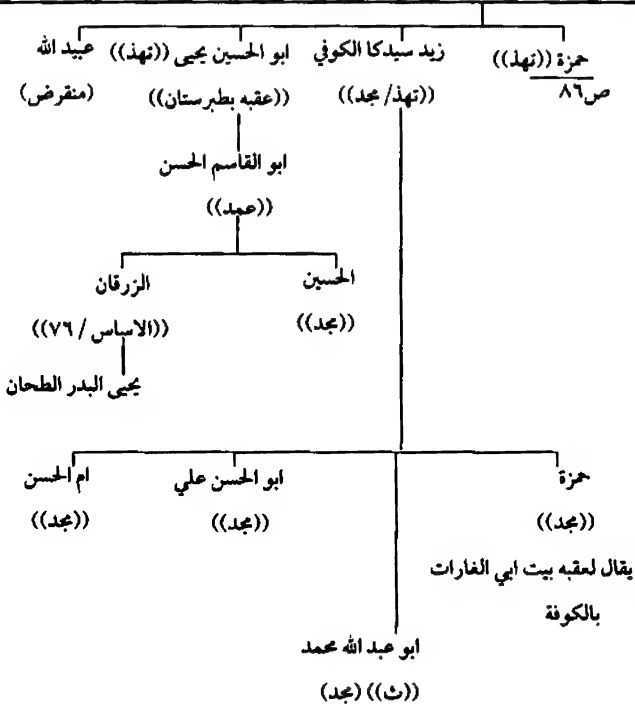 حمزة ((تهذ))
ص٨٦
زيد سيدكا الكوفي
((تهذ/ مجد))
ابو الحسين يحيى ((تهذ))
((عقبه بطبرستان))
عبيد الله
(منقرض)
ابو القاسم الحسن
((عمد))
الحسين
((مجد))
الزرقان
((الاساس / ٧٦))
يحيى البدر الطحان
حمزة
((مجد))
يقال لعقبه بيت ابي الغارات
بالكوفة
ابو عبد الله محمد
((ث)) (مجد)
ابو الحسن علي
((مجد))
ام الحسن
((مجد))